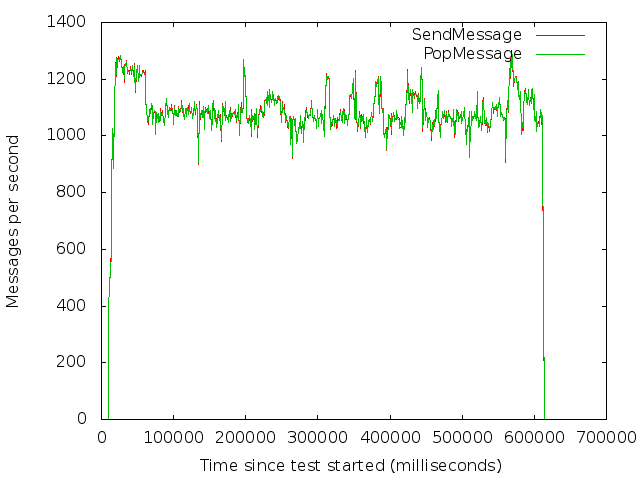 SendMessage
PopMessage
Messages per second
1400
1200
1000
800
600
400
200
0
0 100000 200000 300000 400000 500000 600000 700000
Time since test started (milliseconds)